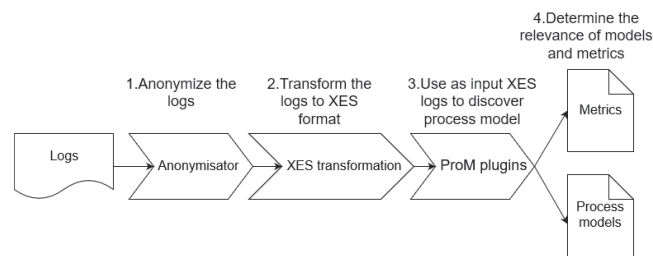 4.Determine the
relevance of models
and metrics
1.Anonymize the
logs
2.Transform the
logs to XES
format
3.Use as input XES
logs to discover
process model
Logs
Anonymisator
XES transformation
ProM plugins
Metrics
Process
models